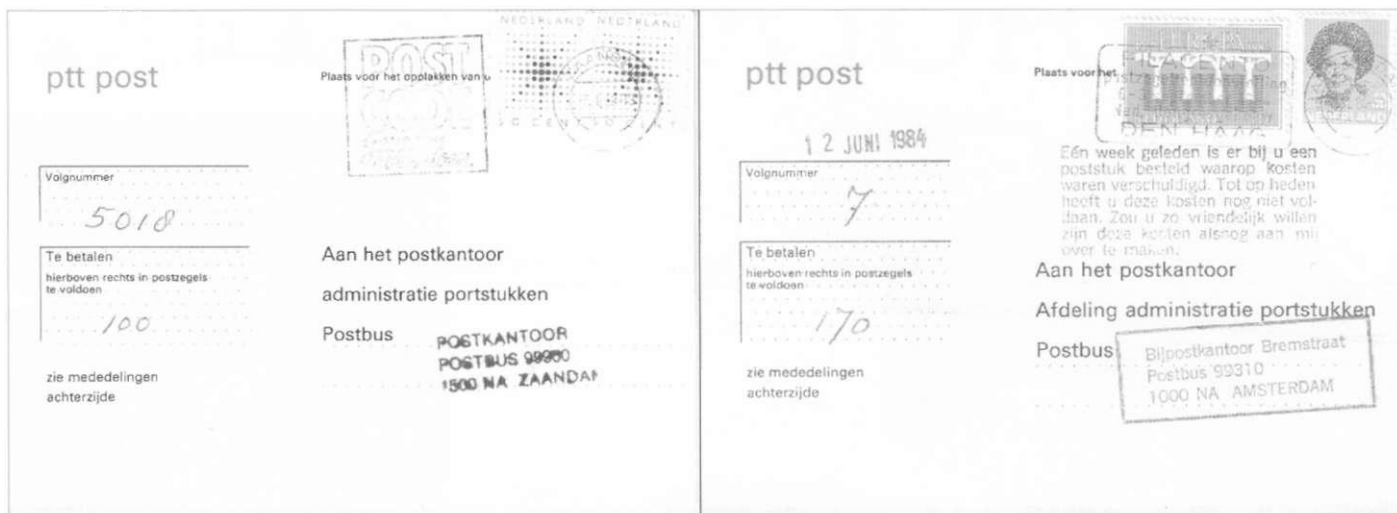 NEDERLAND NEDERLAND
ptt post
POST
Plaats voor het opplakken van u
Volgnummer
5018
Te betalen
hierboven rechts in postzegels
te voldoen
100
Aan het postkantoor
administratie portstukken
Postbus
POSTKANTOOR
POSTBUS 99900
1500 NA ZAANDAM
zie mededelingen
achterzijde
ptt post
Plaats voor het
DEN HAAG
NEDERLAND
12 JUNI 1984
Eén week geleden is er bij u een
poststuk besteld waarop kosten
waren verschuldigd. Tot op heden
heeft u deze kosten nog niet vol-
daan. Zou u zo vriendelijk willen
zijn deze kosten alsnog aan mij
over te maken.
Volgnummer
7
Te betalen
hierboven rechts in postzegels
te voldoen
170
Aan het postkantoor
Afdeling administratie portstukken
Postbus
Bijpostkantoor Bremstraat
Postbus 99310
1000 NA AMSTERDAM
zie mededelingen
achterzijde